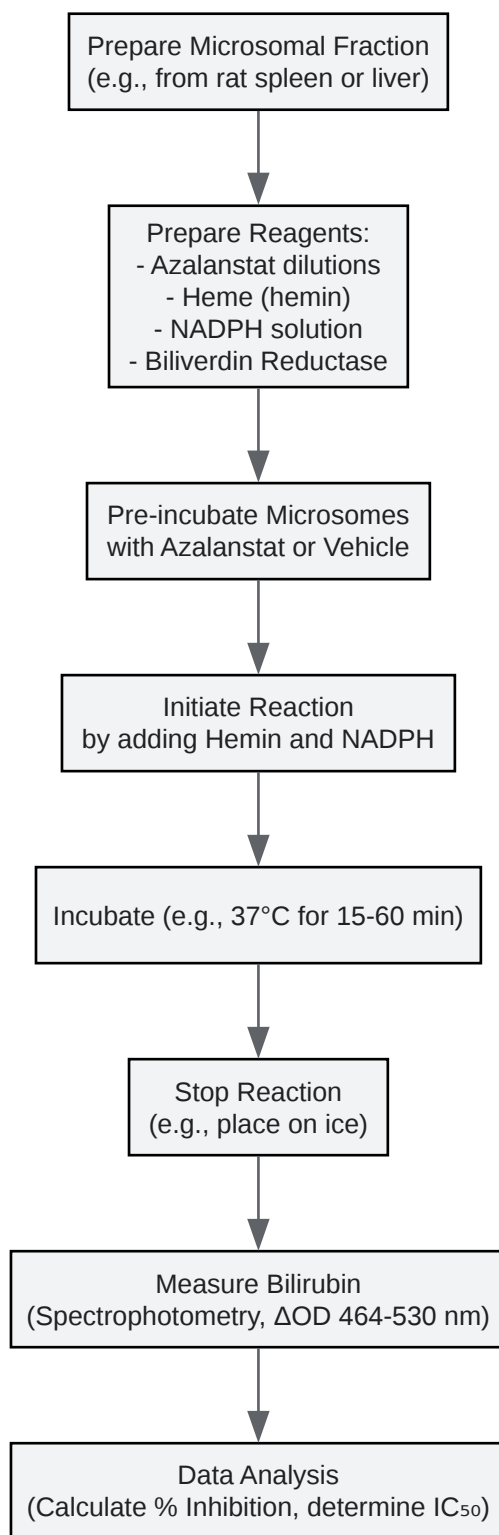 Prepare Microsomal Fraction
(e.g., from rat spleen or liver)
Prepare Reagents:
- Azalanstat dilutions
- Heme (hemin)
- NADPH solution
- Biliverdin Reductase
Pre-incubate Microsomes
with Azalanstat or Vehicle
Initiate Reaction
by adding Hemin and NADPH
Incubate (e.g., 37°C for 15-60 min)
Stop Reaction
(e.g., place on ice)
Measure Bilirubin
(Spectrophotometry, ΔOD 464-530 nm)
Data Analysis
(Calculate % Inhibition, determine IC₅₀)